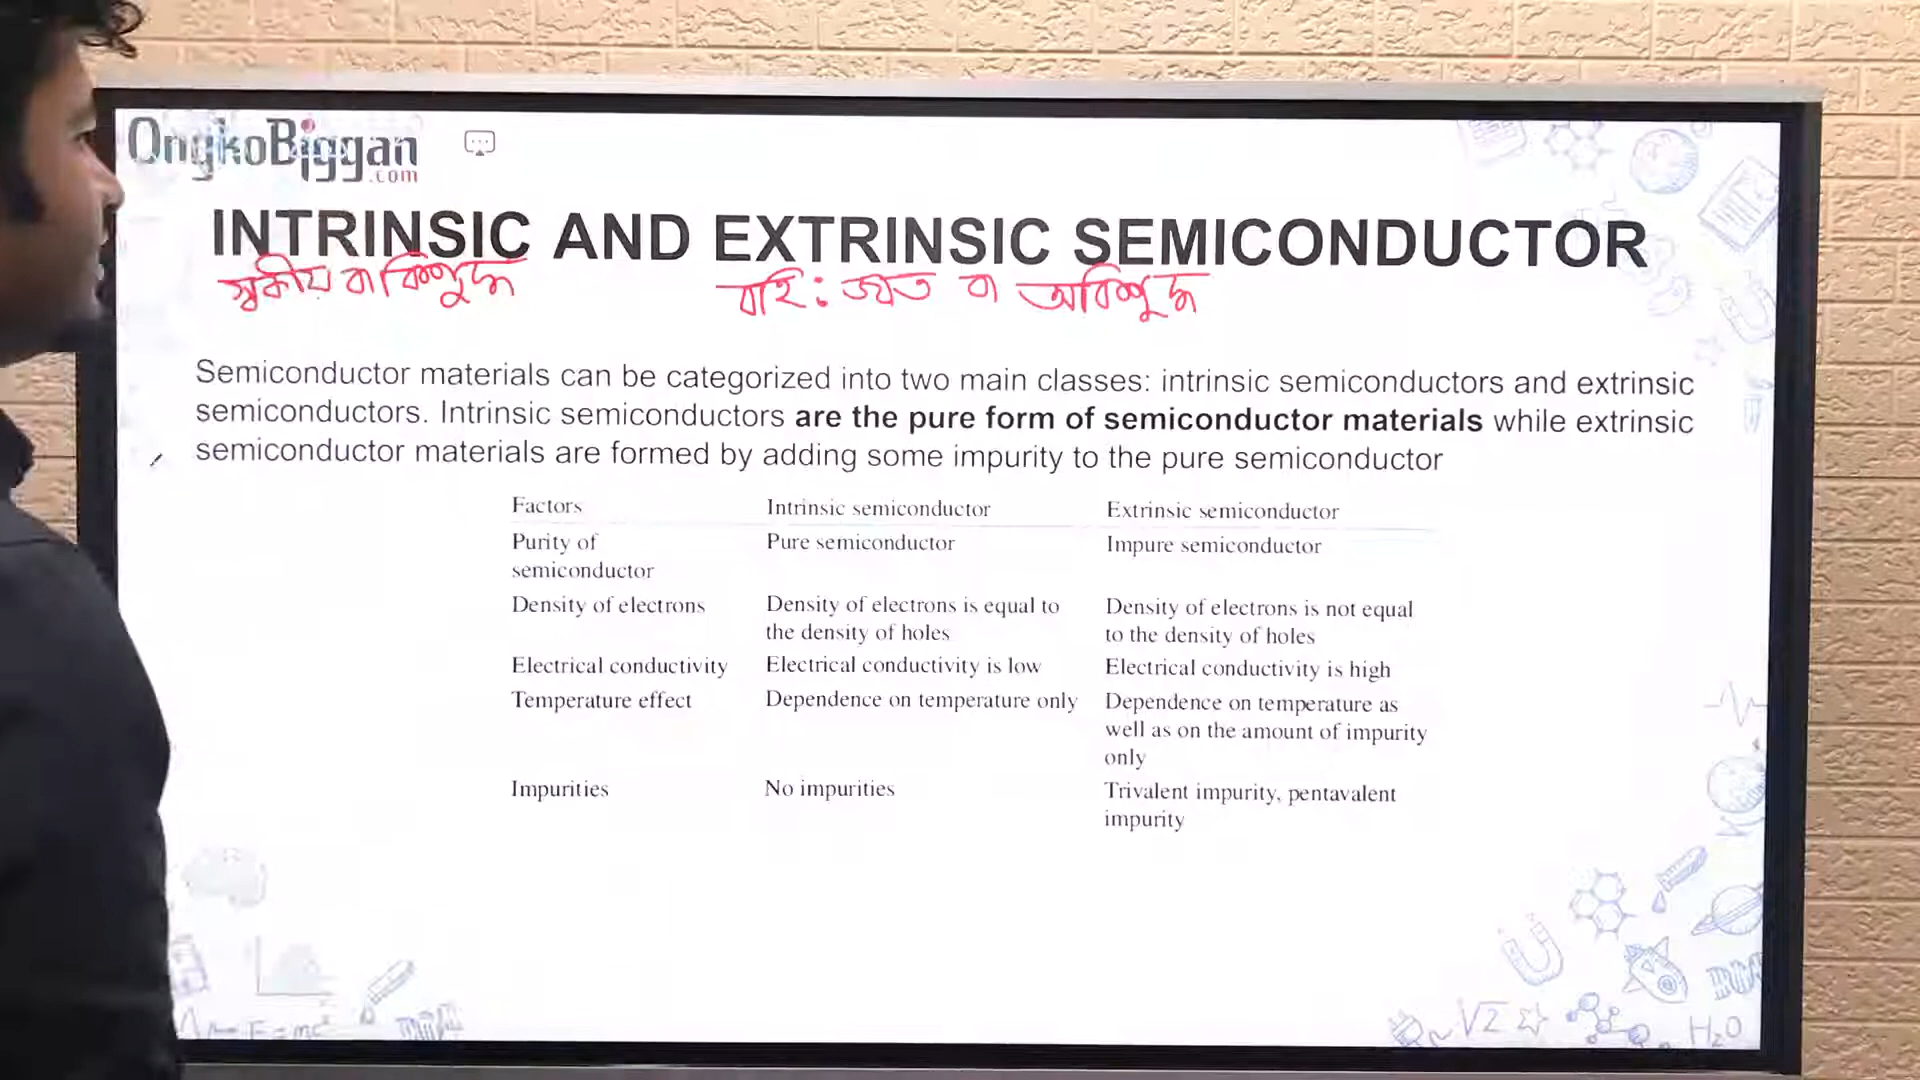 OngkoBiggan
.com
INTRINSIC AND EXTRINSIC SEMICONDUCTOR
স্বকীয় বা বিশুদ্ধ
বহি: জাত বা অবিশুদ্ধ
Semiconductor materials can be categorized into two main classes: intrinsic semiconductors and extrinsic
semiconductors. Intrinsic semiconductors are the pure form of semiconductor materials while extrinsic
semiconductor materials are formed by adding some impurity to the pure semiconductor
Factors Intrinsic semiconductor Extrinsic semiconductor
Purity of semiconductor Pure semiconductor Impure semiconductor
Density of electrons Density of electrons is equal to the density of holes Density of electrons is not equal to the density of holes
Electrical conductivity Electrical conductivity is low Electrical conductivity is high
Temperature effect Dependence on temperature only Dependence on temperature as well as on the amount of impurity only
Impurities No impurities Trivalent impurity, pentavalent impurity
F=mc²
√2
H₂O